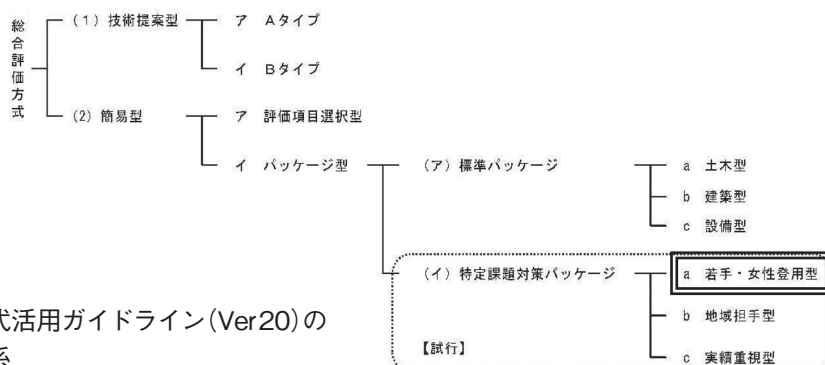 総合評価方式
(1) 技術提案型
ア Aタイプ
イ Bタイプ
(2) 簡易型
ア 評価項目選択型
イ パッケージ型
(ア) 標準パッケージ
a 土木型
b 建築型
c 設備型
(イ) 特定課題対策パッケージ
【試行】
a 若手・女性登用型
b 地域担手型
c 実績重視型
式活用ガイドライン(Ver20)の
系